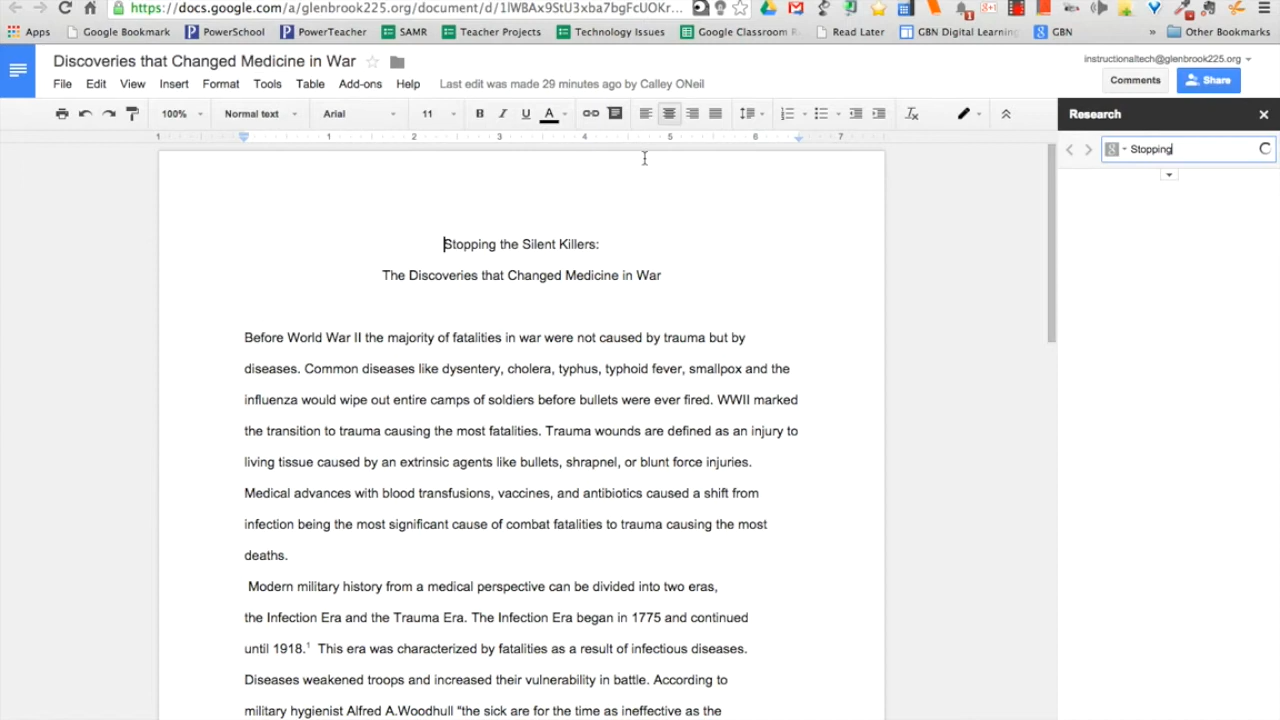 https://docs.google.com/a/glenbrook225.org/document/d/1lWBAx9StU3xba7bgFcUOKr...
Apps Google Bookmark PowerSchool PowerTeacher SAMR Teacher Projects Technology Issues Google Classroom R Read Later GBN Digital Learning GBN » Other Bookmarks
Discoveries that Changed Medicine in War
instructionaltech@glenbrook225.org
File Edit View Insert Format Tools Table Add-ons Help Last edit was made 29 minutes ago by Calley ONeil
Comments Share
100% Normal text Arial 11 B I U A
Research
1 1 2 3 4 5 6 7
Stopping
Stopping the Silent Killers:
The Discoveries that Changed Medicine in War
Before World War II the majority of fatalities in war were not caused by trauma but by
diseases. Common diseases like dysentery, cholera, typhus, typhoid fever, smallpox and the
influenza would wipe out entire camps of soldiers before bullets were ever fired. WWII marked
the transition to trauma causing the most fatalities. Trauma wounds are defined as an injury to
living tissue caused by an extrinsic agents like bullets, shrapnel, or blunt force injuries.
Medical advances with blood transfusions, vaccines, and antibiotics caused a shift from
infection being the most significant cause of combat fatalities to trauma causing the most
deaths.
Modern military history from a medical perspective can be divided into two eras,
the Infection Era and the Trauma Era. The Infection Era began in 1775 and continued
until 1918.¹ This era was characterized by fatalities as a result of infectious diseases.
Diseases weakened troops and increased their vulnerability in battle. According to
military hygienist Alfred A.Woodhull “the sick are for the time as ineffective as the